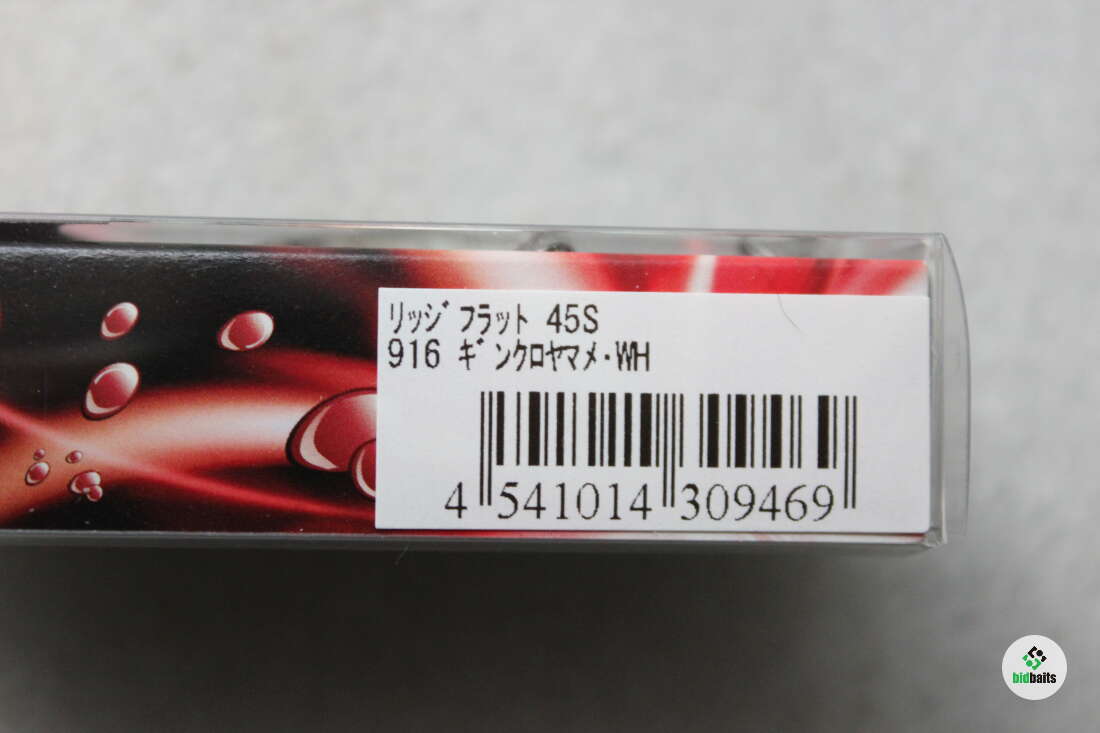 ﾘｯｼﾞﾌﾗｯﾄ 45S
916 ｷﾞﾝｸﾛﾔﾏﾒ･WH
4 541014 309469
bidbaits